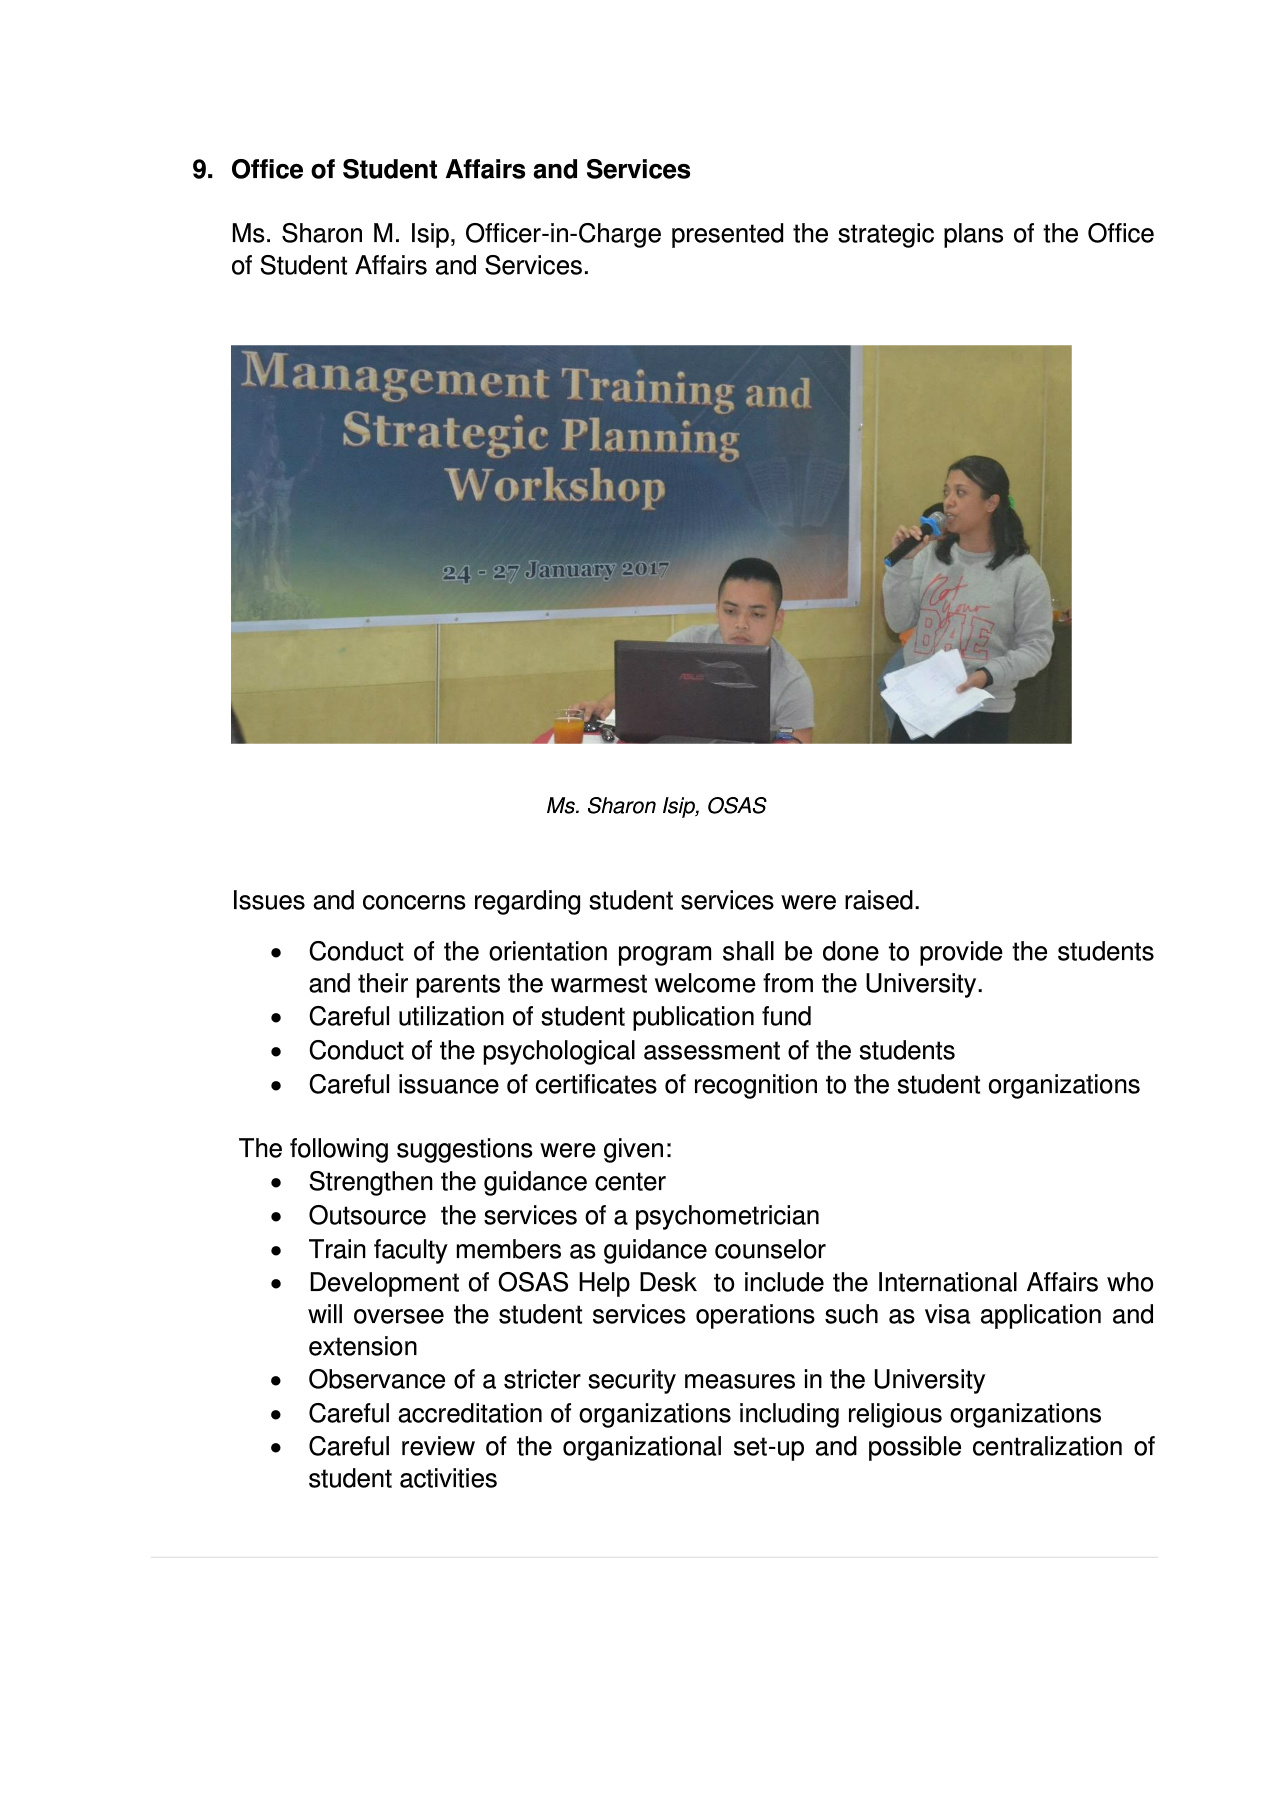 9. Office of Student Affairs and Services
Ms. Sharon M. Isip, Officer-in-Charge presented the strategic plans of the Office
of Student Affairs and Services.
Management Training and
Strategic Planning
Workshop
24 - 27 January 2017
Not
your
BAE
ASUS
Ms. Sharon Isip, OSAS
Issues and concerns regarding student services were raised.
• Conduct of the orientation program shall be done to provide the students
and their parents the warmest welcome from the University.
• Careful utilization of student publication fund
• Conduct of the psychological assessment of the students
• Careful issuance of certificates of recognition to the student organizations
The following suggestions were given:
• Strengthen the guidance center
• Outsource the services of a psychometrician
• Train faculty members as guidance counselor
• Development of OSAS Help Desk to include the International Affairs who
will oversee the student services operations such as visa application and
extension
• Observance of a stricter security measures in the University
• Careful accreditation of organizations including religious organizations
• Careful review of the organizational set-up and possible centralization of
student activities